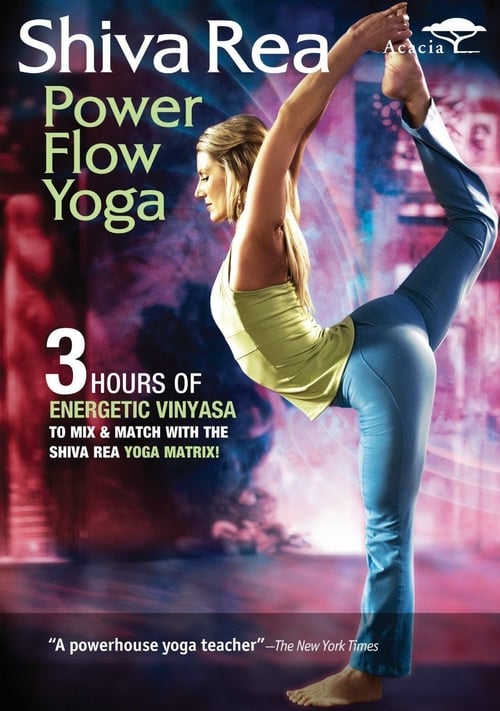 Shiva Rea
Acacia
Power
Flow
Yoga
3 HOURS OF
ENERGETIC VINYASA
TO MIX & MATCH WITH THE
SHIVA REA YOGA MATRIX!
“A powerhouse yoga teacher”—The New York Times